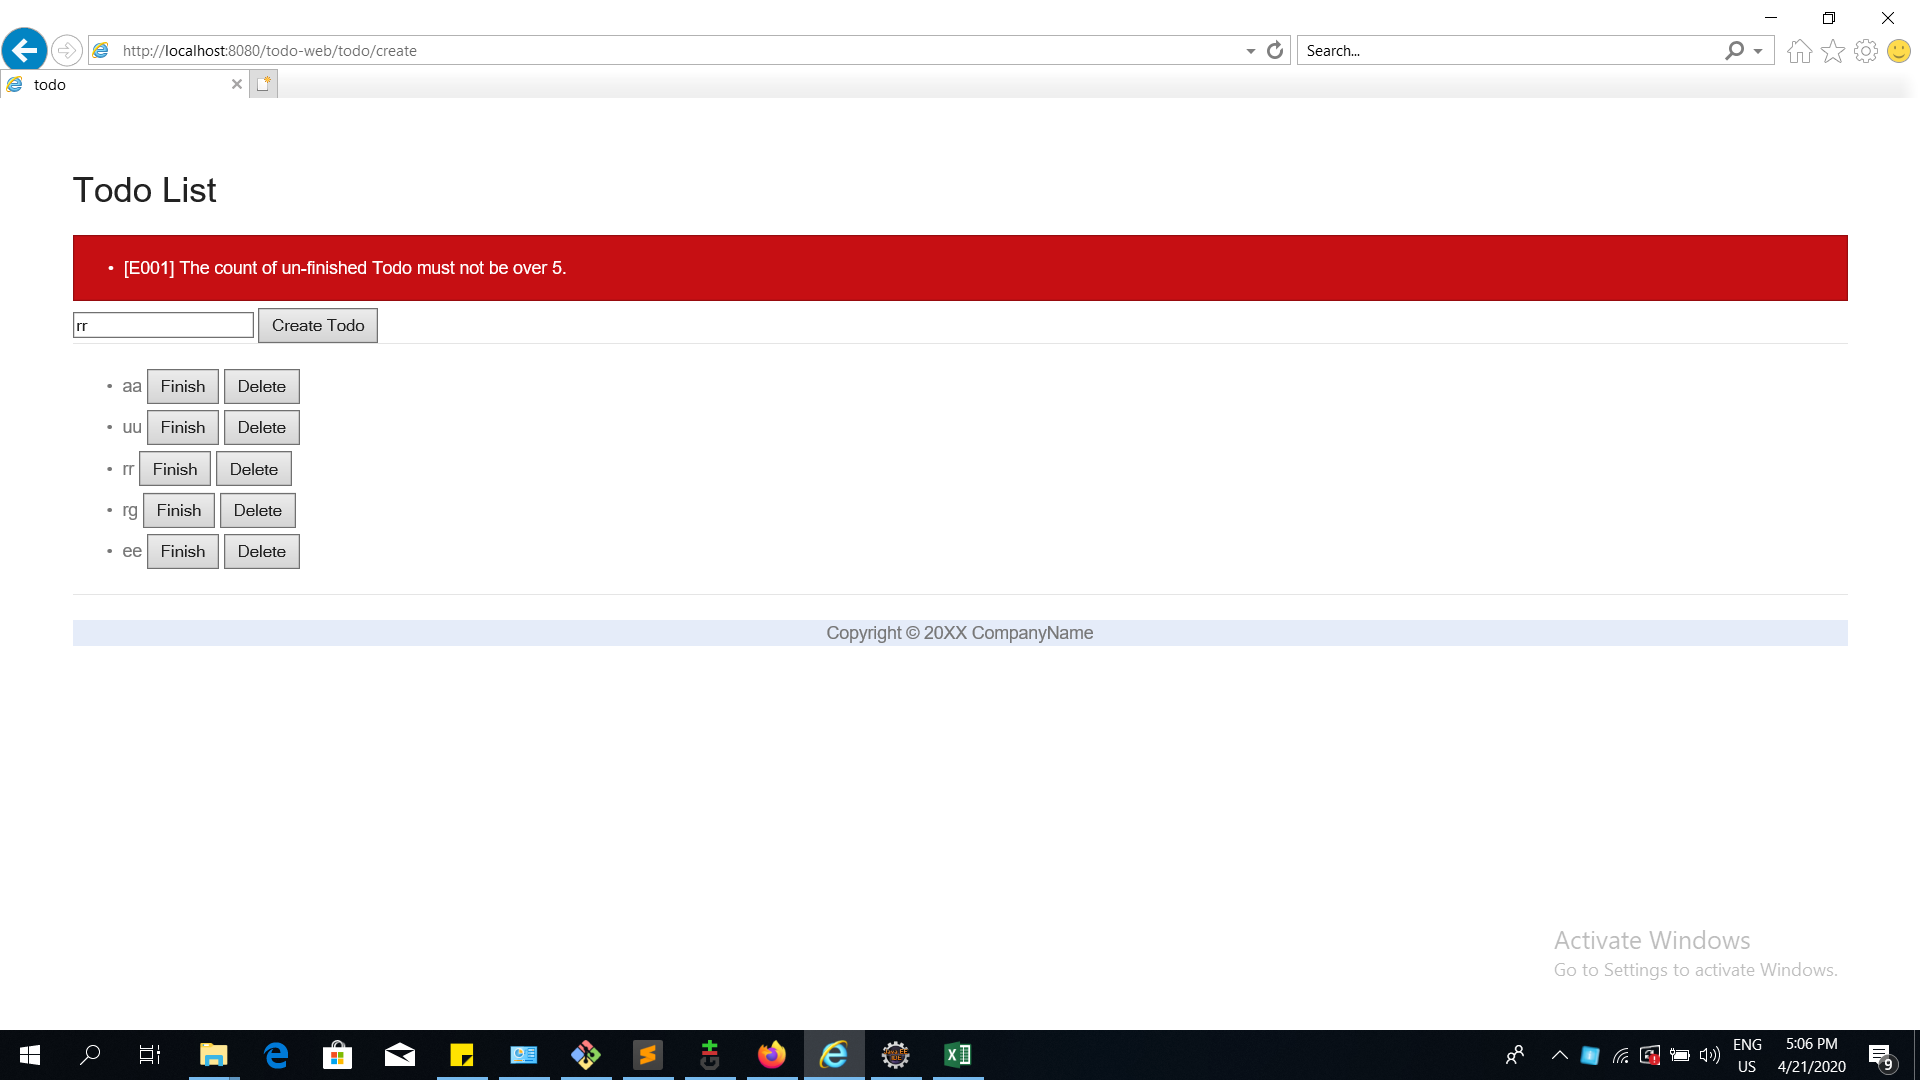 http://localhost:8080/todo-web/todo/create
Search...
todo
Todo List
• [E001] The count of un-finished Todo must not be over 5.
rr Create Todo
• aa Finish Delete
• uu Finish Delete
• rr Finish Delete
• rg Finish Delete
• ee Finish Delete
Copyright © 20XX CompanyName
Activate Windows
Go to Settings to activate Windows.
ENG
US
5:06 PM
4/21/2020
9